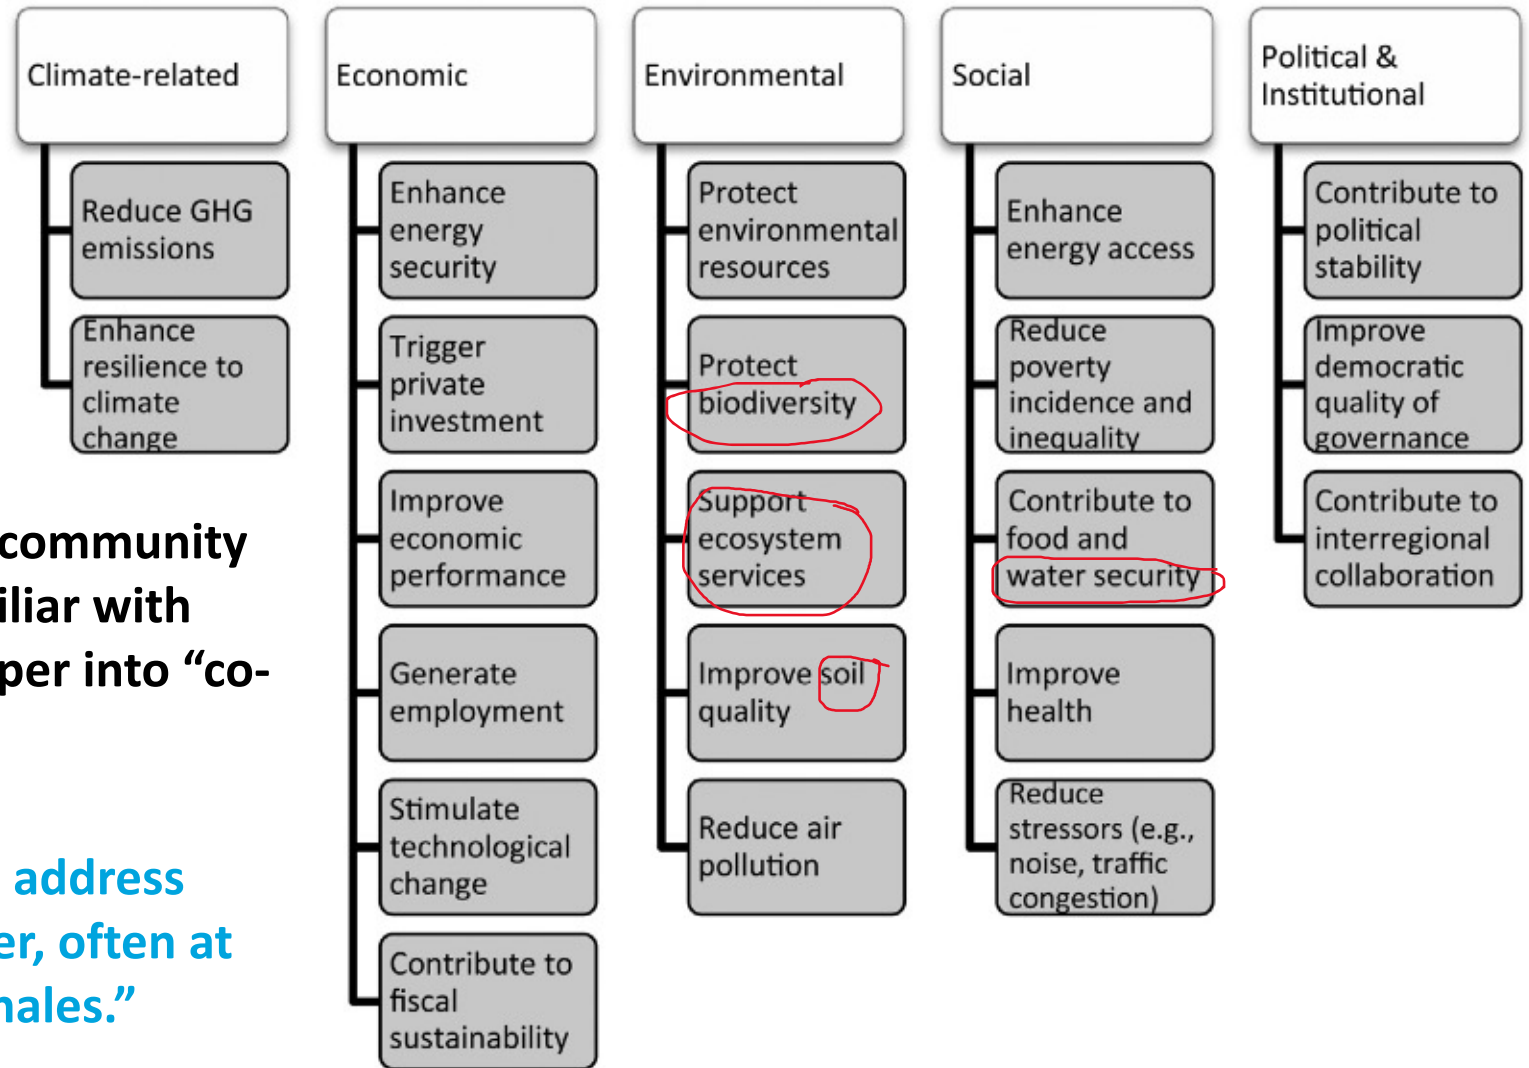 Climate-related
Reduce GHG
emissions
Enhance
resilience to
climate
change
Economic
Enhance
energy
security
Trigger
private
investment
Improve
economic
performance
Generate
employment
Stimulate
technological
change
Contribute to
fiscal
sustainability
Environmental
Protect
environmental
resources
Protect
biodiversity
Support
ecosystem
services
Improve soil
quality
Reduce air
pollution
Social
Enhance
energy access
Reduce
poverty
incidence and
inequality
Contribute to
food and
water security
Improve
health
Reduce
stressors (e.g.,
noise, traffic
congestion)
Political &
Institutional
Contribute to
political
stability
Improve
democratic
quality of
governance
Contribute to
interregional
collaboration
community
iliar with
per into “co-
address
er, often at
nales.”